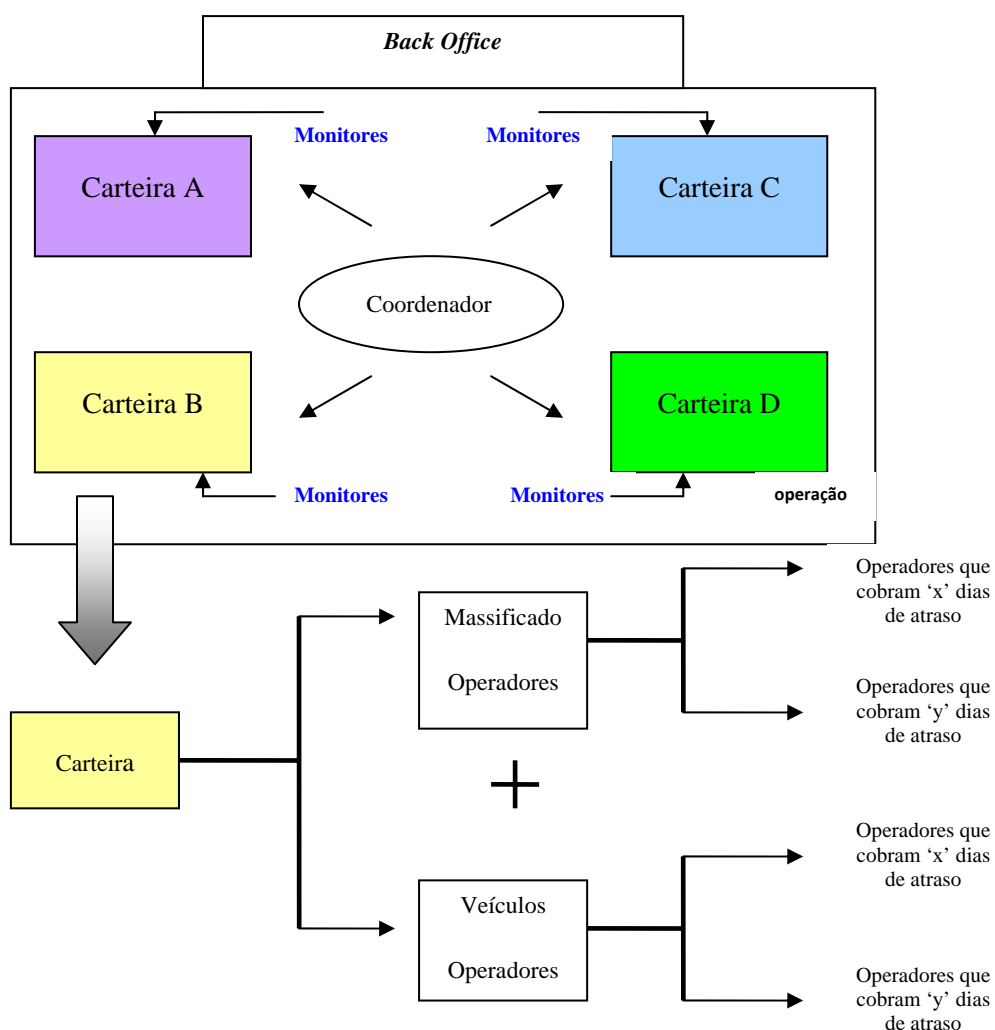 Back Office
Monitores
Monitores
Carteira A
Carteira C
Coordenador
Carteira B
Carteira D
Monitores
Monitores
operação
Operadores que
cobram ‘x’ dias
de atraso
Massificado
Operadores
Operadores que
cobram ‘y’ dias
de atraso
Carteira
Operadores que
cobram ‘x’ dias
de atraso
Veículos
Operadores
Operadores que
cobram ‘y’ dias
de atraso